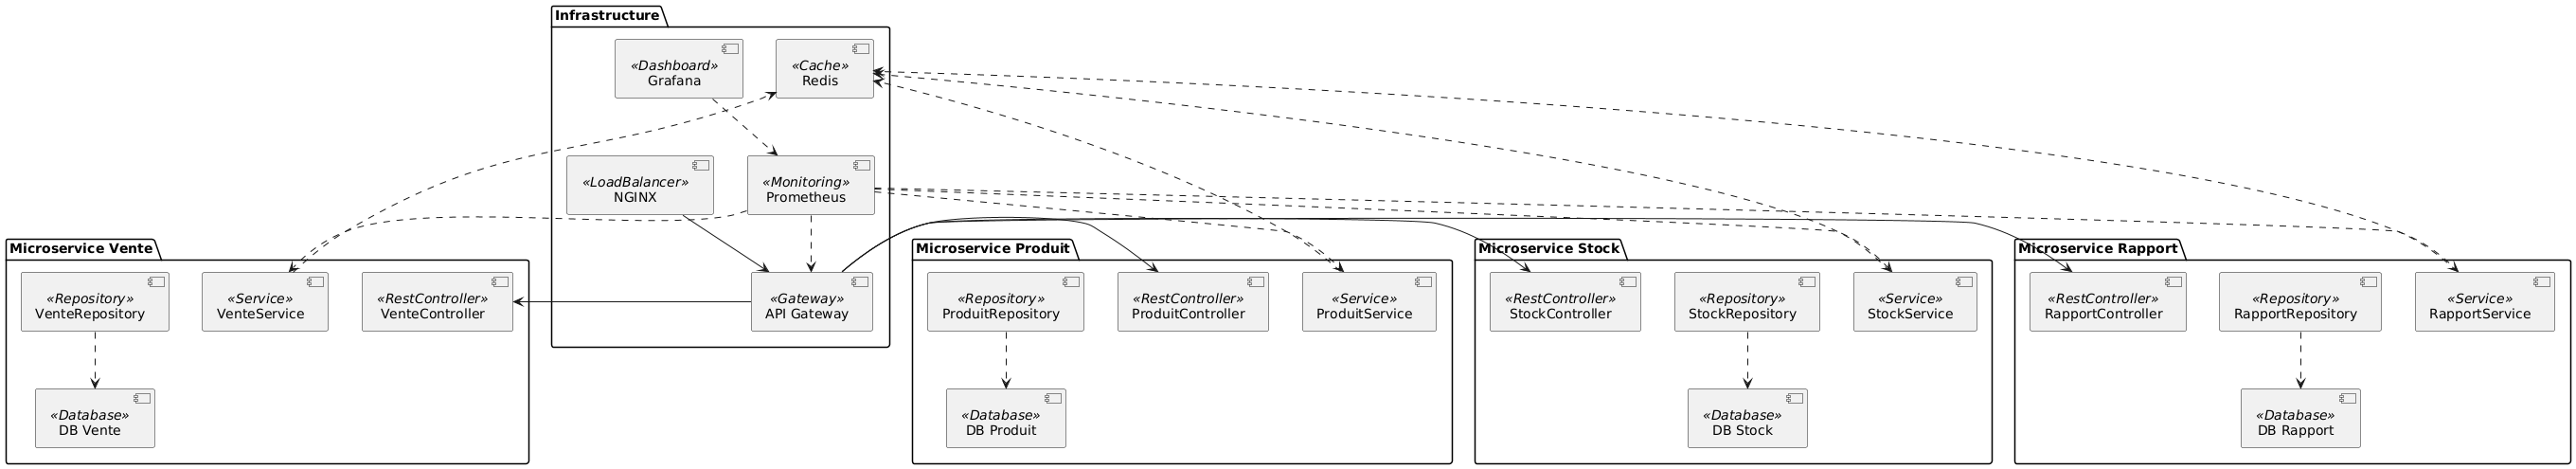 Infrastructure
«Dashboard»
Grafana
«Cache»
Redis
«LoadBalancer»
NGINX
«Monitoring»
Prometheus
«Gateway»
API Gateway
Microservice Vente
«Repository»
VenteRepository
«Service»
VenteService
«RestController»
VenteController
«Database»
DB Vente
Microservice Produit
«Repository»
ProduitRepository
«RestController»
ProduitController
«Service»
ProduitService
«Database»
DB Produit
Microservice Stock
«RestController»
StockController
«Repository»
StockRepository
«Service»
StockService
«Database»
DB Stock
Microservice Rapport
«RestController»
RapportController
«Repository»
RapportRepository
«Service»
RapportService
«Database»
DB Rapport